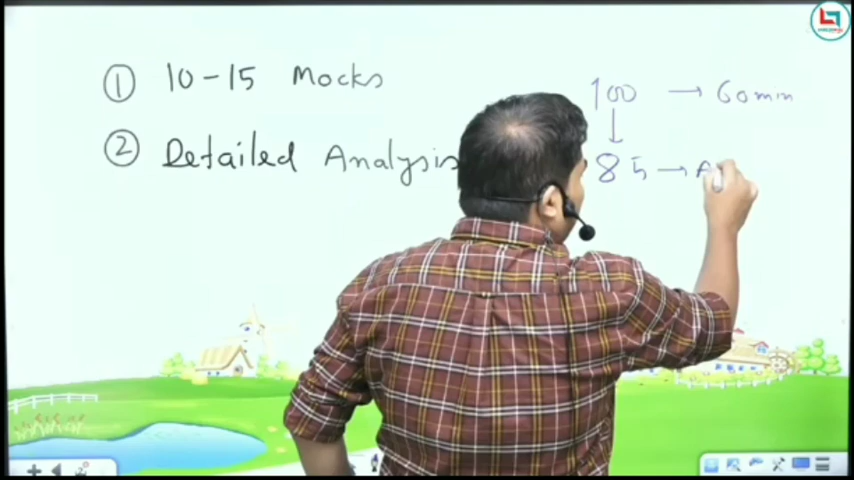 ① 10-15 Mocks
② Detailed Analysis
100 → 60min
↓
85 → A